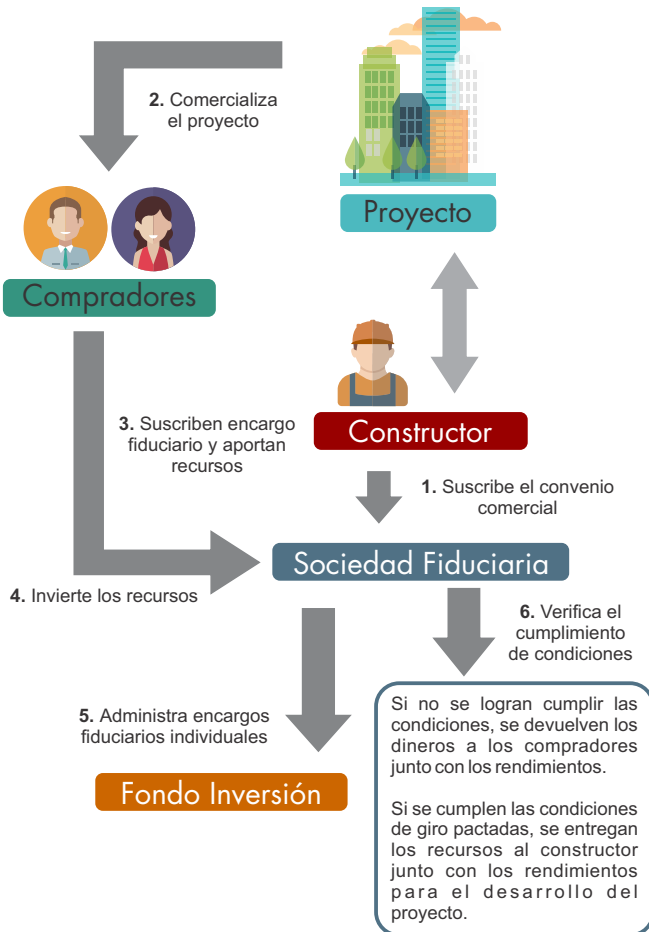 2. Comercializa
el proyecto
Proyecto
Compradores
3. Suscriben encargo
fiduciario y aportan
recursos
Constructor
1. Suscribe el convenio
comercial
Sociedad Fiduciaria
4. Invierte los recursos
6. Verifica el
cumplimiento
de condiciones
5. Administra encargos
fiduciarios individuales
Fondo Inversión
Si no se logran cumplir las
condiciones, se devuelven los
dineros a los compradores
junto con los rendimientos.
Si se cumplen las condiciones
de giro pactadas, se entregan
los recursos al constructor
junto con los rendimientos
para el desarrollo del
proyecto.